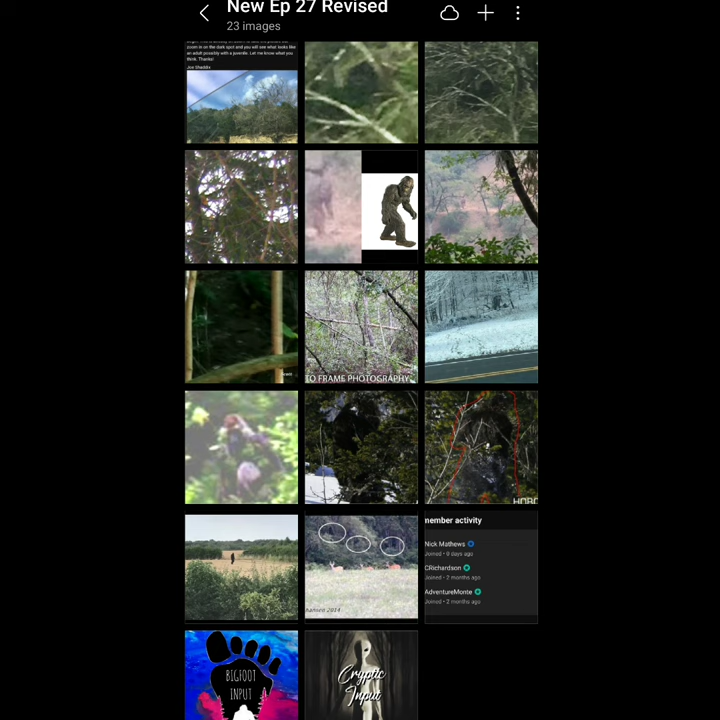 New Ep 27 Revised
23 images
zoom in on the dark spot and you will see what looks like
an adult possibly with a juvenile. Let me know what you
think. Thanks!
TO FRAME PHOTOGRAPHY
member activity
Nick Mathews
Joined • 9 days ago
CRichardson
Joined • 2 months ago
AdventureMonte
Joined • 2 months ago
2014
BIGFOOT
INPUT
Cryptic
Input